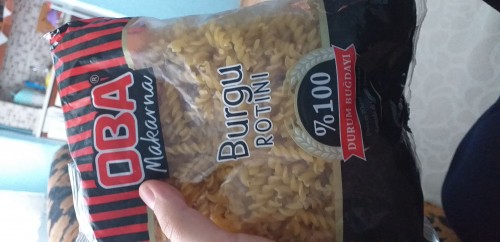 OBA®
Makarna
Burgu
ROTINI
%100
DURUM BUĞDAYI